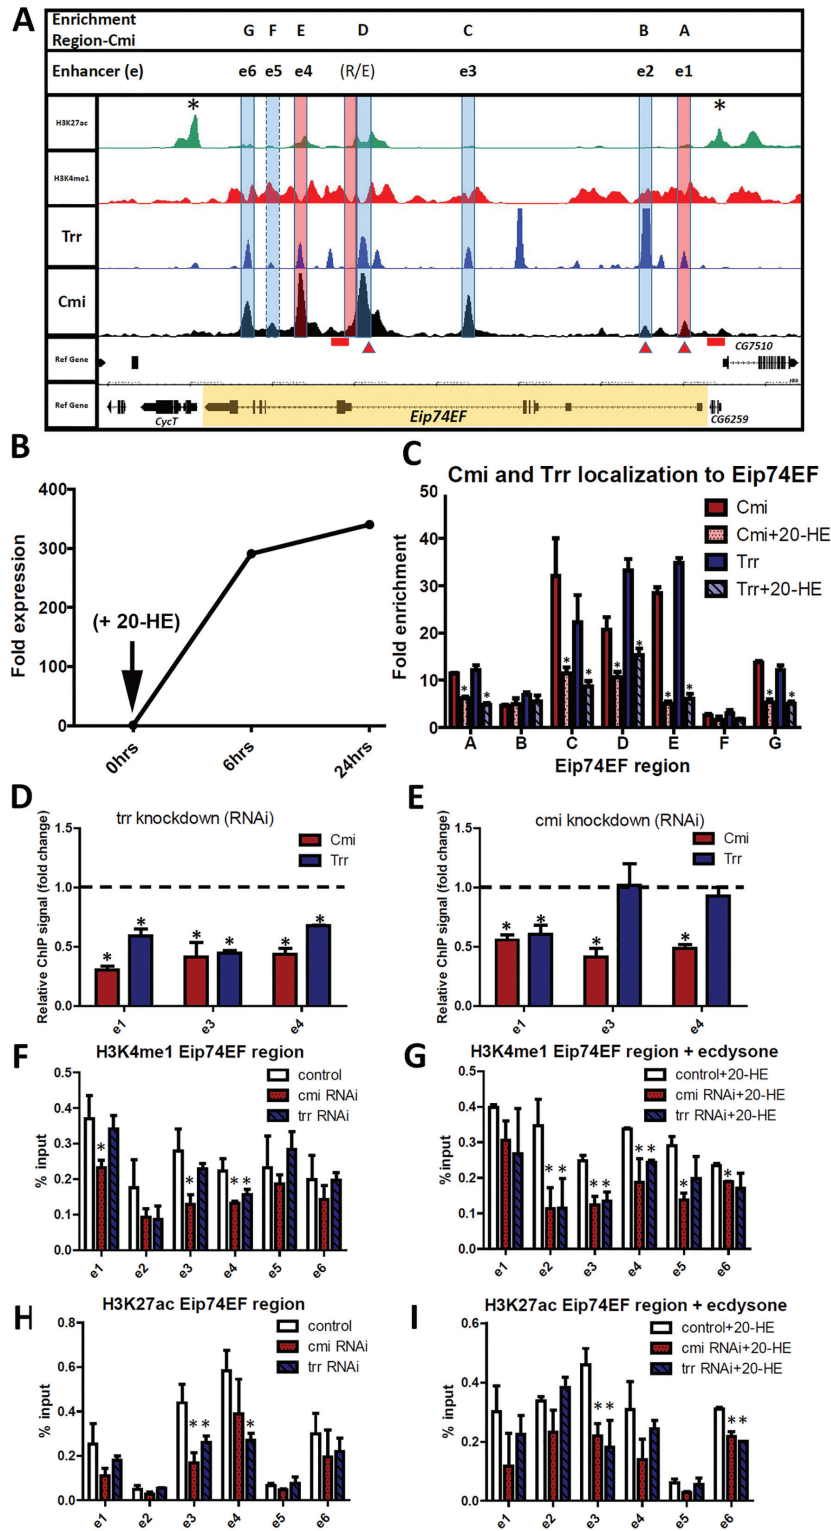 A
Enrichment Region-Cmi G F E D C B A
Enhancer (e) e6 e5 e4 (R/E) e3 e2 e1
* *
H3K27ac
H3K4me1
Trr
Cmi
Ref Gene CG7510
Ref Gene CycT Eip74EF CG6259
B
Fold expression
400
300
200
100
0
(+ 20-HE)
0hrs 6hrs 24hrs
C
Cmi and Trr localization to Eip74EF
Fold enrichment
50
40
30
20
10
0
Cmi
Cmi+20-HE
Trr
Trr+20-HE
* * * * * * * * * *
A B C D E F G
Eip74EF region
D
trr knockdown (RNAi)
Relative ChIP signal (fold change)
1.5
1.0
0.5
0.0
Cmi
Trr
* * * * * *
e1 e3 e4
E
cmi knockdown (RNAi)
Relative ChIP signal (fold change)
1.5
1.0
0.5
0.0
Cmi
Trr
* * * *
e1 e3 e4
F
H3K4me1 Eip74EF region
% input
0.5
0.4
0.3
0.2
0.1
0.0
control
cmi RNAi
trr RNAi
* * * *
e1 e2 e3 e4 e5 e6
G
H3K4me1 Eip74EF region + ecdysone
% input
0.5
0.4
0.3
0.2
0.1
0.0
control+20-HE
cmi RNAi+20-HE
trr RNAi+20-HE
* * * * * * * *
e1 e2 e3 e4 e5 e6
H
H3K27ac Eip74EF region
% input
0.8
0.6
0.4
0.2
0.0
control
cmi RNAi
trr RNAi
* * *
e1 e2 e3 e4 e5 e6
I
H3K27ac Eip74EF region + ecdysone
% input
0.6
0.4
0.2
0.0
control+20-HE
cmi RNAi+20-HE
trr RNAi+20-HE
* * * *
e1 e2 e3 e4 e5 e6